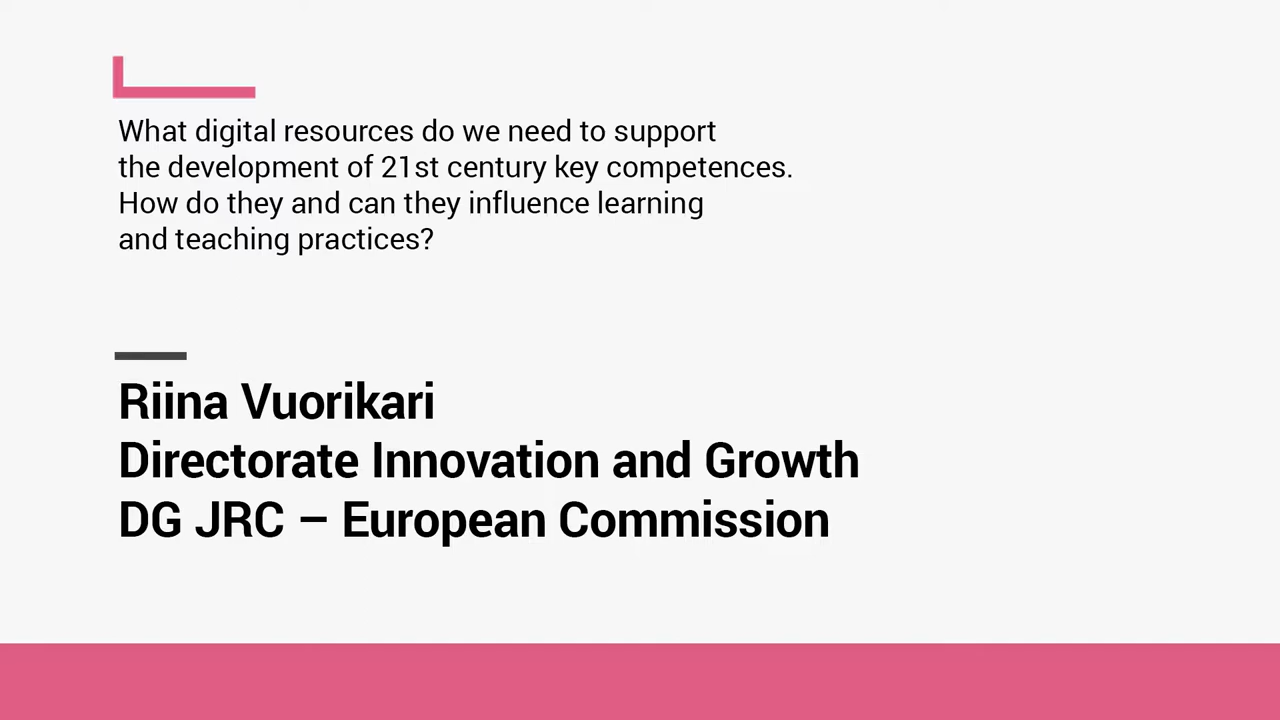 What digital resources do we need to support
the development of 21st century key competences.
How do they and can they influence learning
and teaching practices?
Riina Vuorikari
Directorate Innovation and Growth
DG JRC – European Commission